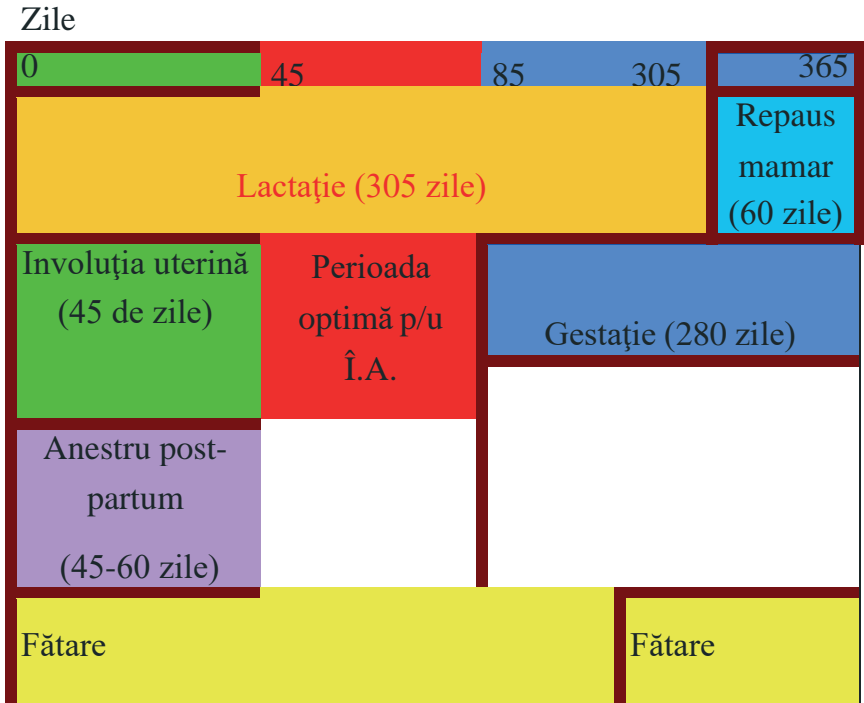 Zile
0 45 85 305 365
Lactaţie (305 zile)
Repaus
mamar
(60 zile)
Involuţia uterină
(45 de zile)
Perioada
optimă p/u
Î.A.
Gestaţie (280 zile)
Anestru post-
partum
(45-60 zile)
Fătare Fătare